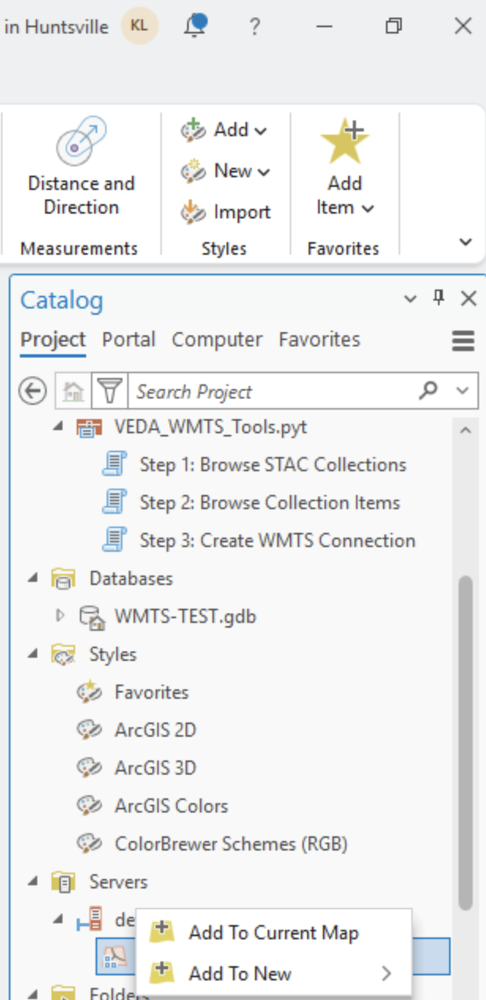 in Huntsville KL ?
Distance and
Direction
Measurements
Add
New
Import
Styles
Add
Item
Favorites
Catalog
Project Portal Computer Favorites
Search Project
VEDA_WMTS_Tools.pyt
Step 1: Browse STAC Collections
Step 2: Browse Collection Items
Step 3: Create WMTS Connection
Databases
WMTS-TEST.gdb
Styles
Favorites
ArcGIS 2D
ArcGIS 3D
ArcGIS Colors
ColorBrewer Schemes (RGB)
Servers
de
Add To Current Map
Add To New
Folders